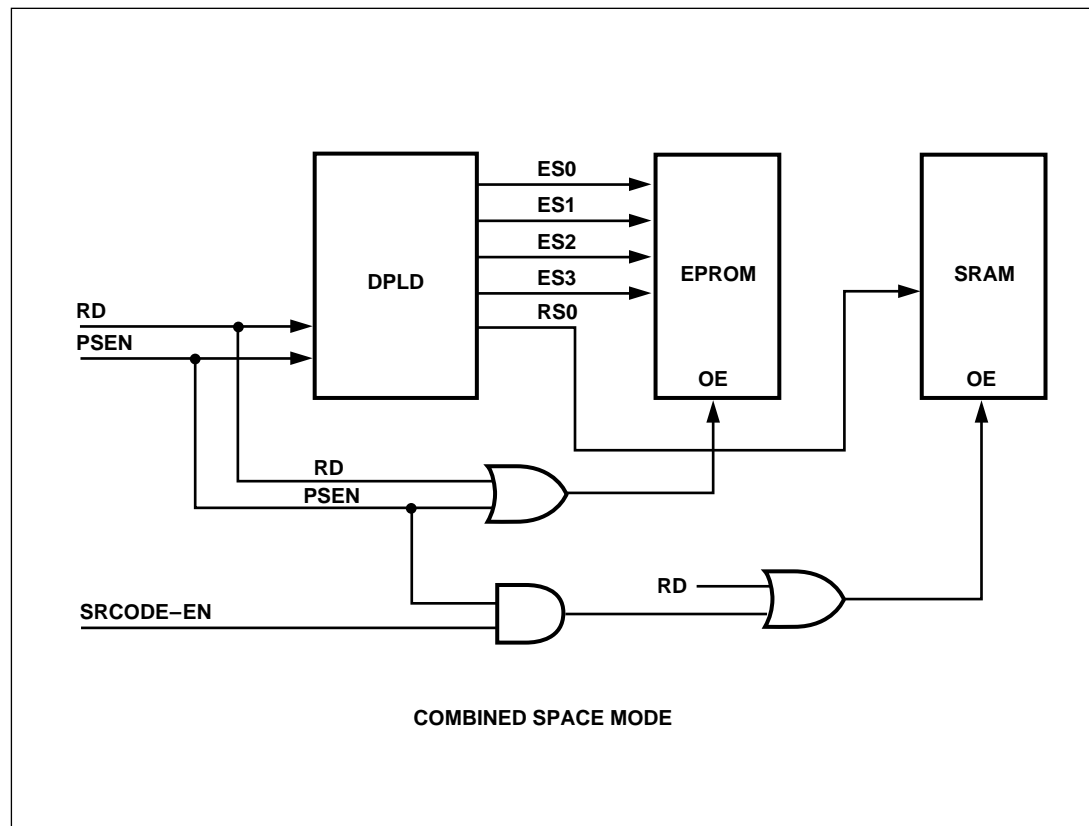 ES0
ES1
ES2
ES3
RS0
DPLD
EPROM
SRAM
RD
PSEN
OE
OE
RD
PSEN
RD
SRCODE–EN
COMBINED SPACE MODE